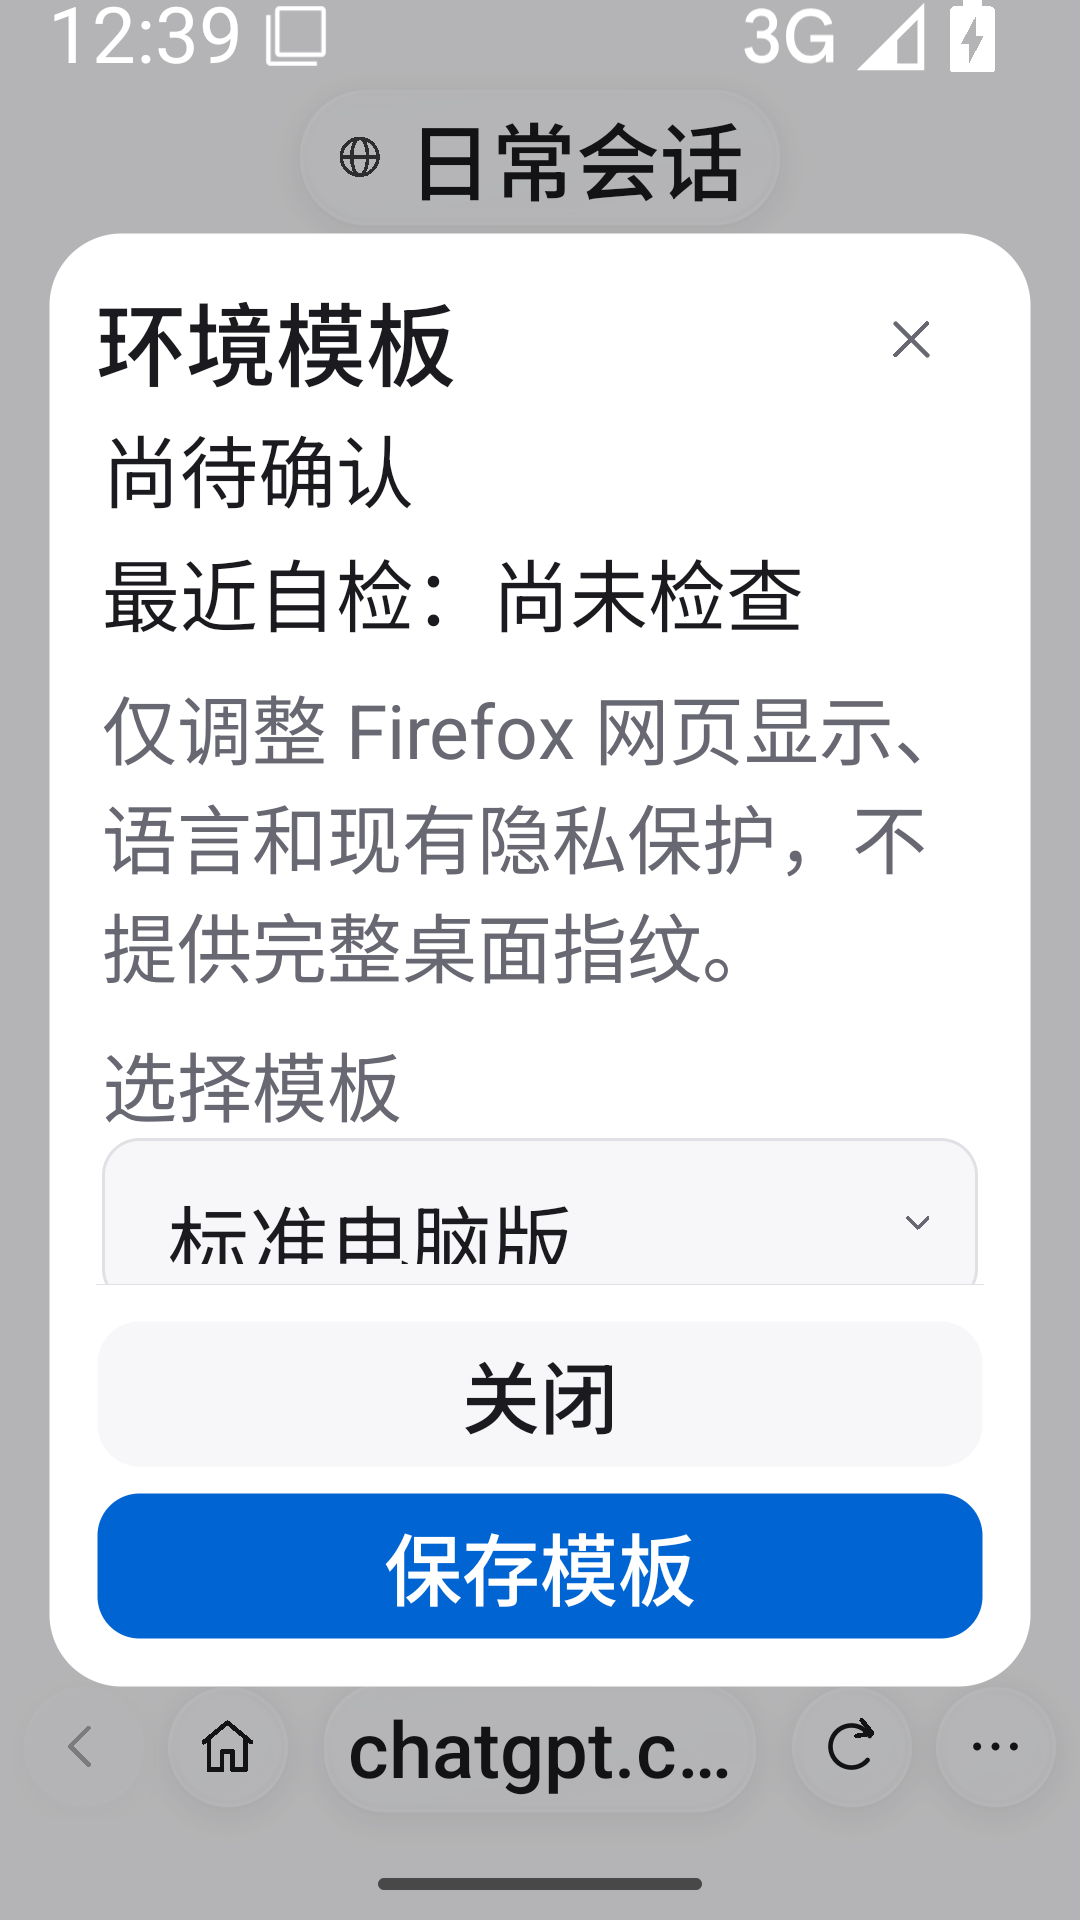 12:39
3G
日常会话
环境模板
尚待确认
最近自检：尚未检查
仅调整 Firefox 网页显示、
语言和现有隐私保护，不
提供完整桌面指纹。
选择模板
标准电脑版
关闭
保存模板
chatgpt.c...